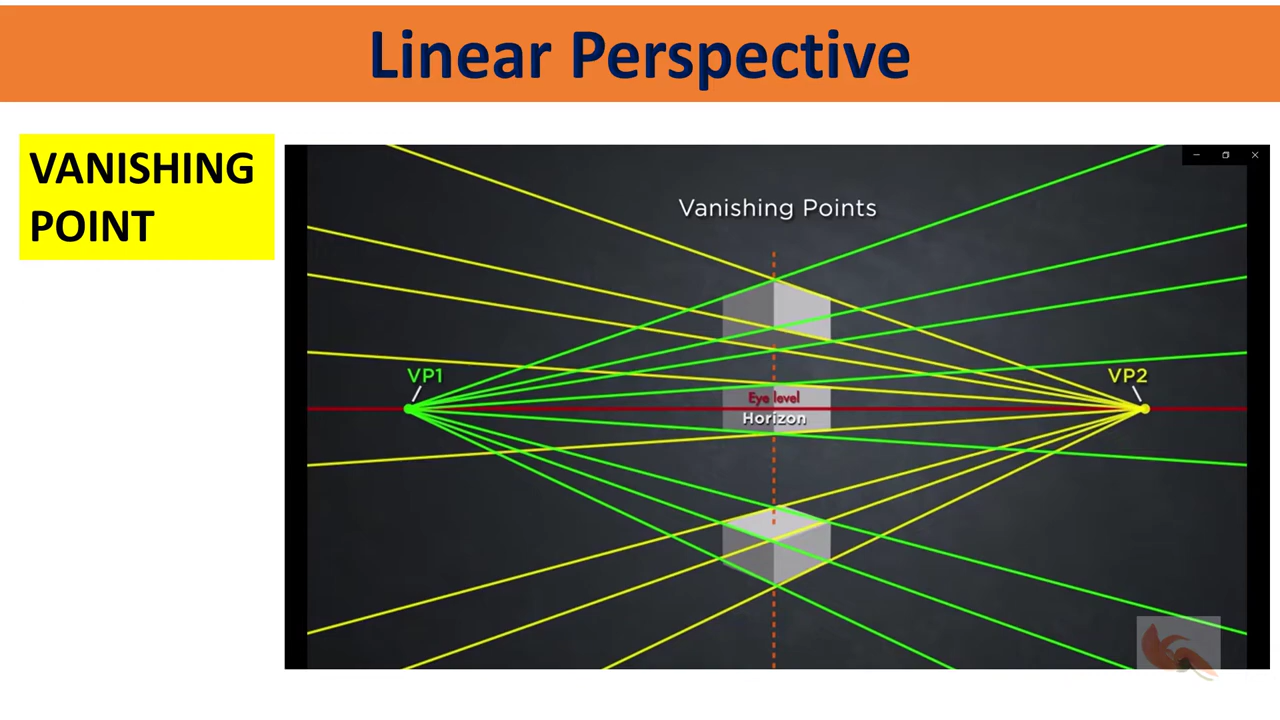 Linear Perspective
VANISHING
POINT
Vanishing Points
VP1
VP2
Eye level
Horizon